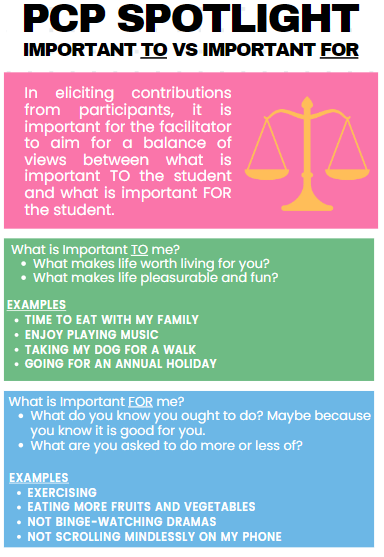 PCP SPOTLIGHT
IMPORTANT TO VS IMPORTANT FOR
In eliciting contributions
from participants, it is
important for the facilitator
to aim for a balance of
views between what is
important TO the student
and what is important FOR
the student.
What is Important TO me?
• What makes life worth living for you?
• What makes life pleasurable and fun?
EXAMPLES
• TIME TO EAT WITH MY FAMILY
• ENJOY PLAYING MUSIC
• TAKING MY DOG FOR A WALK
• GOING FOR AN ANNUAL HOLIDAY
What is Important FOR me?
• What do you know you ought to do? Maybe because
you know it is good for you.
• What are you asked to do more or less of?
EXAMPLES
• EXERCISING
• EATING MORE FRUITS AND VEGETABLES
• NOT BINGE-WATCHING DRAMAS
• NOT SCROLLING MINDLESSLY ON MY PHONE